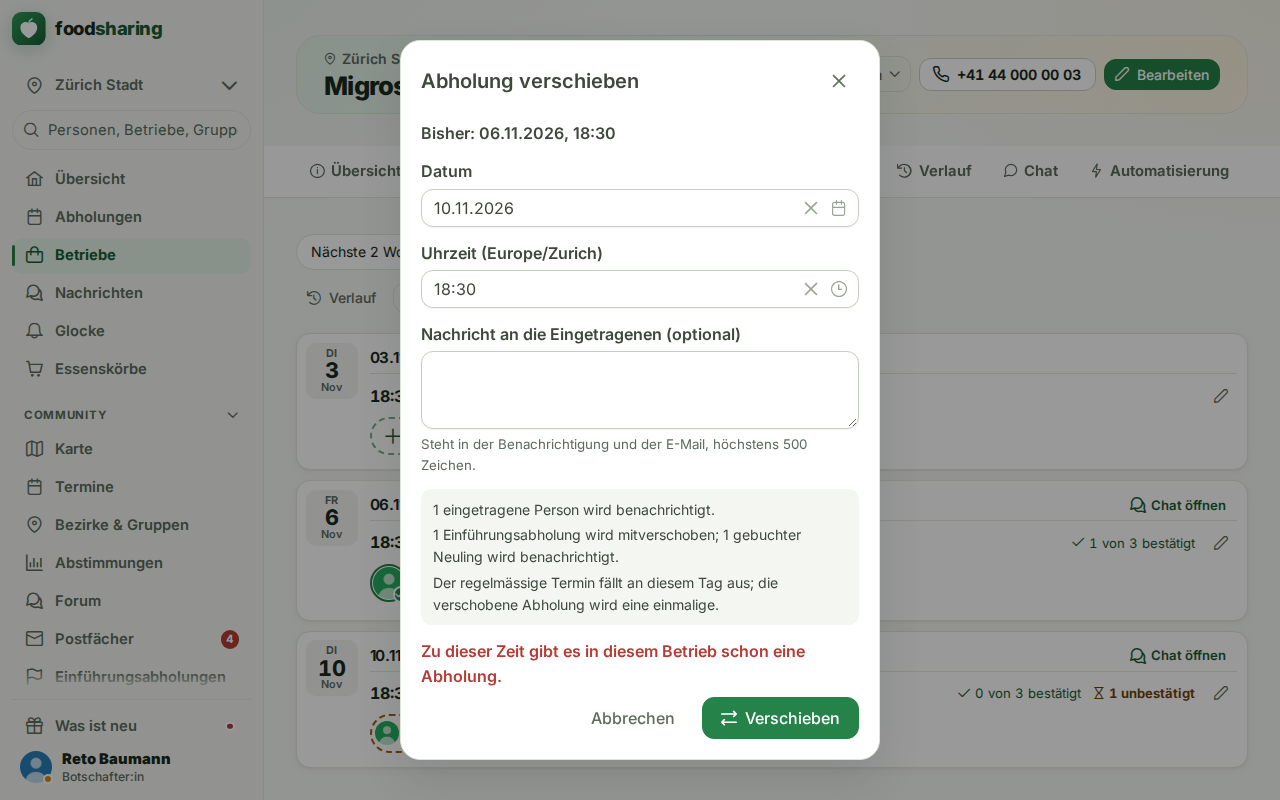 foodsharing
Zürich Stadt
Personen, Betriebe, Grupp
Übersicht
Abholungen
Betriebe
Nachrichten
Glocke
Essenskörbe
COMMUNITY
Karte
Termine
Bezirke & Gruppen
Abstimmungen
Forum
Postfächer
4
Einführungsabholungen
Was ist neu
Reto Baumann
Botschafter:in
Zürich S
Migros
+41 44 000 00 03
Bearbeiten
Übersicht
Verlauf
Chat
Automatisierung
Nächste 2 Wo
Verlauf
DI
3
Nov
03.1
18:3
FR
6
Nov
06.1
18:3
Chat öffnen
1 von 3 bestätigt
DI
10
Nov
10.11
18:3
Chat öffnen
0 von 3 bestätigt
1 unbestätigt
Abholung verschieben
Bisher: 06.11.2026, 18:30
Datum
10.11.2026
Uhrzeit (Europe/Zurich)
18:30
Nachricht an die Eingetragenen (optional)
Steht in der Benachrichtigung und der E-Mail, höchstens 500
Zeichen.
1 eingetragene Person wird benachrichtigt.
1 Einführungsabholung wird mitverschoben; 1 gebuchter
Neuling wird benachrichtigt.
Der regelmässige Termin fällt an diesem Tag aus; die
verschobene Abholung wird eine einmalige.
Zu dieser Zeit gibt es in diesem Betrieb schon eine
Abholung.
Abbrechen
Verschieben